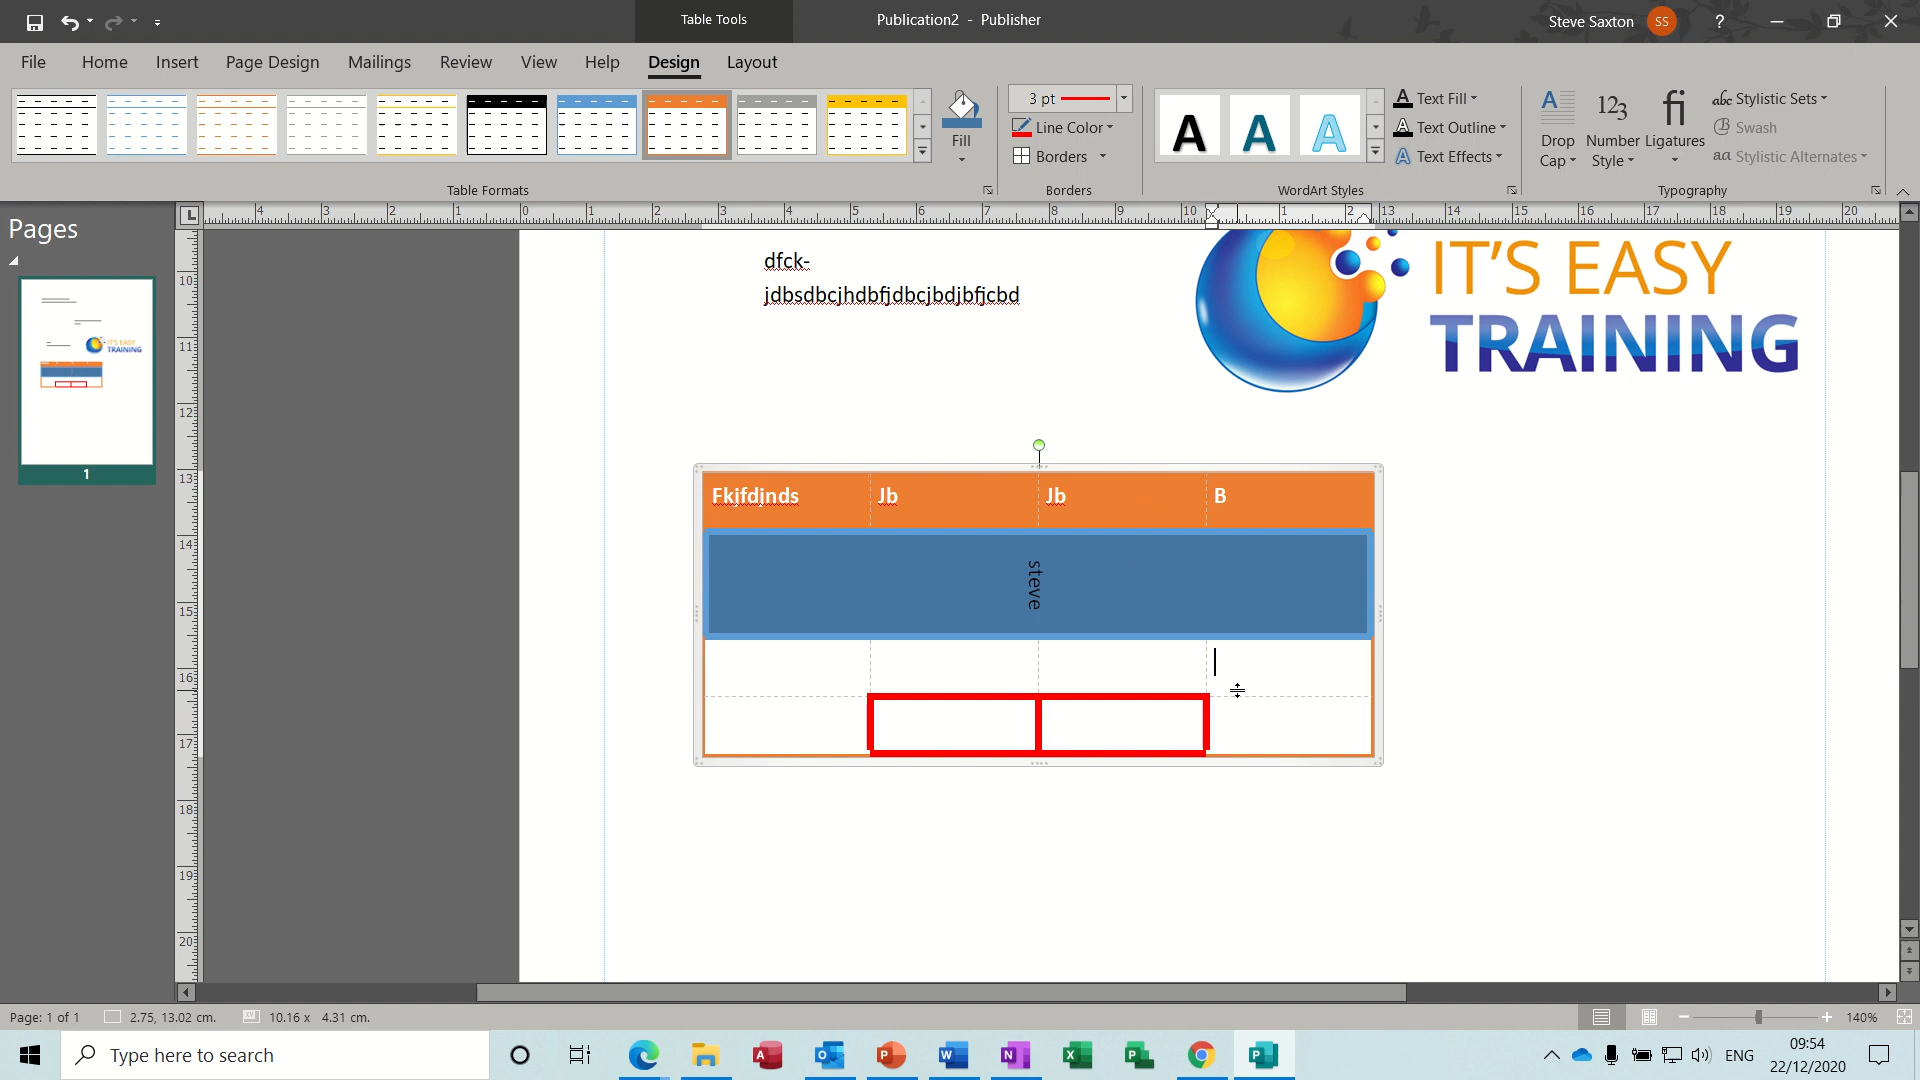 Table Tools
Publication2 - Publisher
Steve Saxton
SS
?
File
Home
Insert
Page Design
Mailings
Review
View
Help
Design
Layout
Fill
3 pt
Line Color
Borders
A A A
Text Fill
Text Outline
Text Effects
Drop Cap
Number Style
Ligatures
Stylistic Sets
Swash
Stylistic Alternates
Table Formats
Borders
WordArt Styles
Typography
Pages
1
dfck-
jdbsdbcjhdbfjdbcjbdjbfjcbd
IT'S EASY
TRAINING
Fkjfdjnds
Jb
Jb
B
steve
Page: 1 of 1
2.75, 13.02 cm.
10.16 x 4.31 cm.
140%
Type here to search
ENG
09:54
22/12/2020